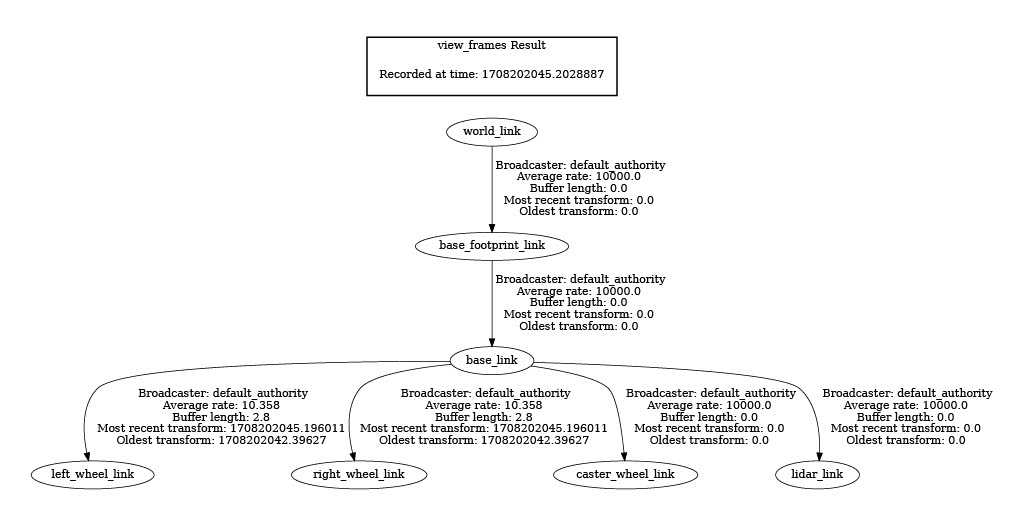 view_frames Result
Recorded at time: 1708202045.2028887
world_link
Broadcaster: default_authority
Average rate: 10000.0
Buffer length: 0.0
Most recent transform: 0.0
Oldest transform: 0.0
base_footprint_link
Broadcaster: default_authority
Average rate: 10000.0
Buffer length: 0.0
Most recent transform: 0.0
Oldest transform: 0.0
base_link
Broadcaster: default_authority
Average rate: 10.358
Buffer length: 2.8
Most recent transform: 1708202045.196011
Oldest transform: 1708202042.39627
Broadcaster: default_authority
Average rate: 10.358
Buffer length: 2.8
Most recent transform: 1708202045.196011
Oldest transform: 1708202042.39627
Broadcaster: default_authority
Average rate: 10000.0
Buffer length: 0.0
Most recent transform: 0.0
Oldest transform: 0.0
Broadcaster: default_authority
Average rate: 10000.0
Buffer length: 0.0
Most recent transform: 0.0
Oldest transform: 0.0
left_wheel_link
right_wheel_link
caster_wheel_link
lidar_link